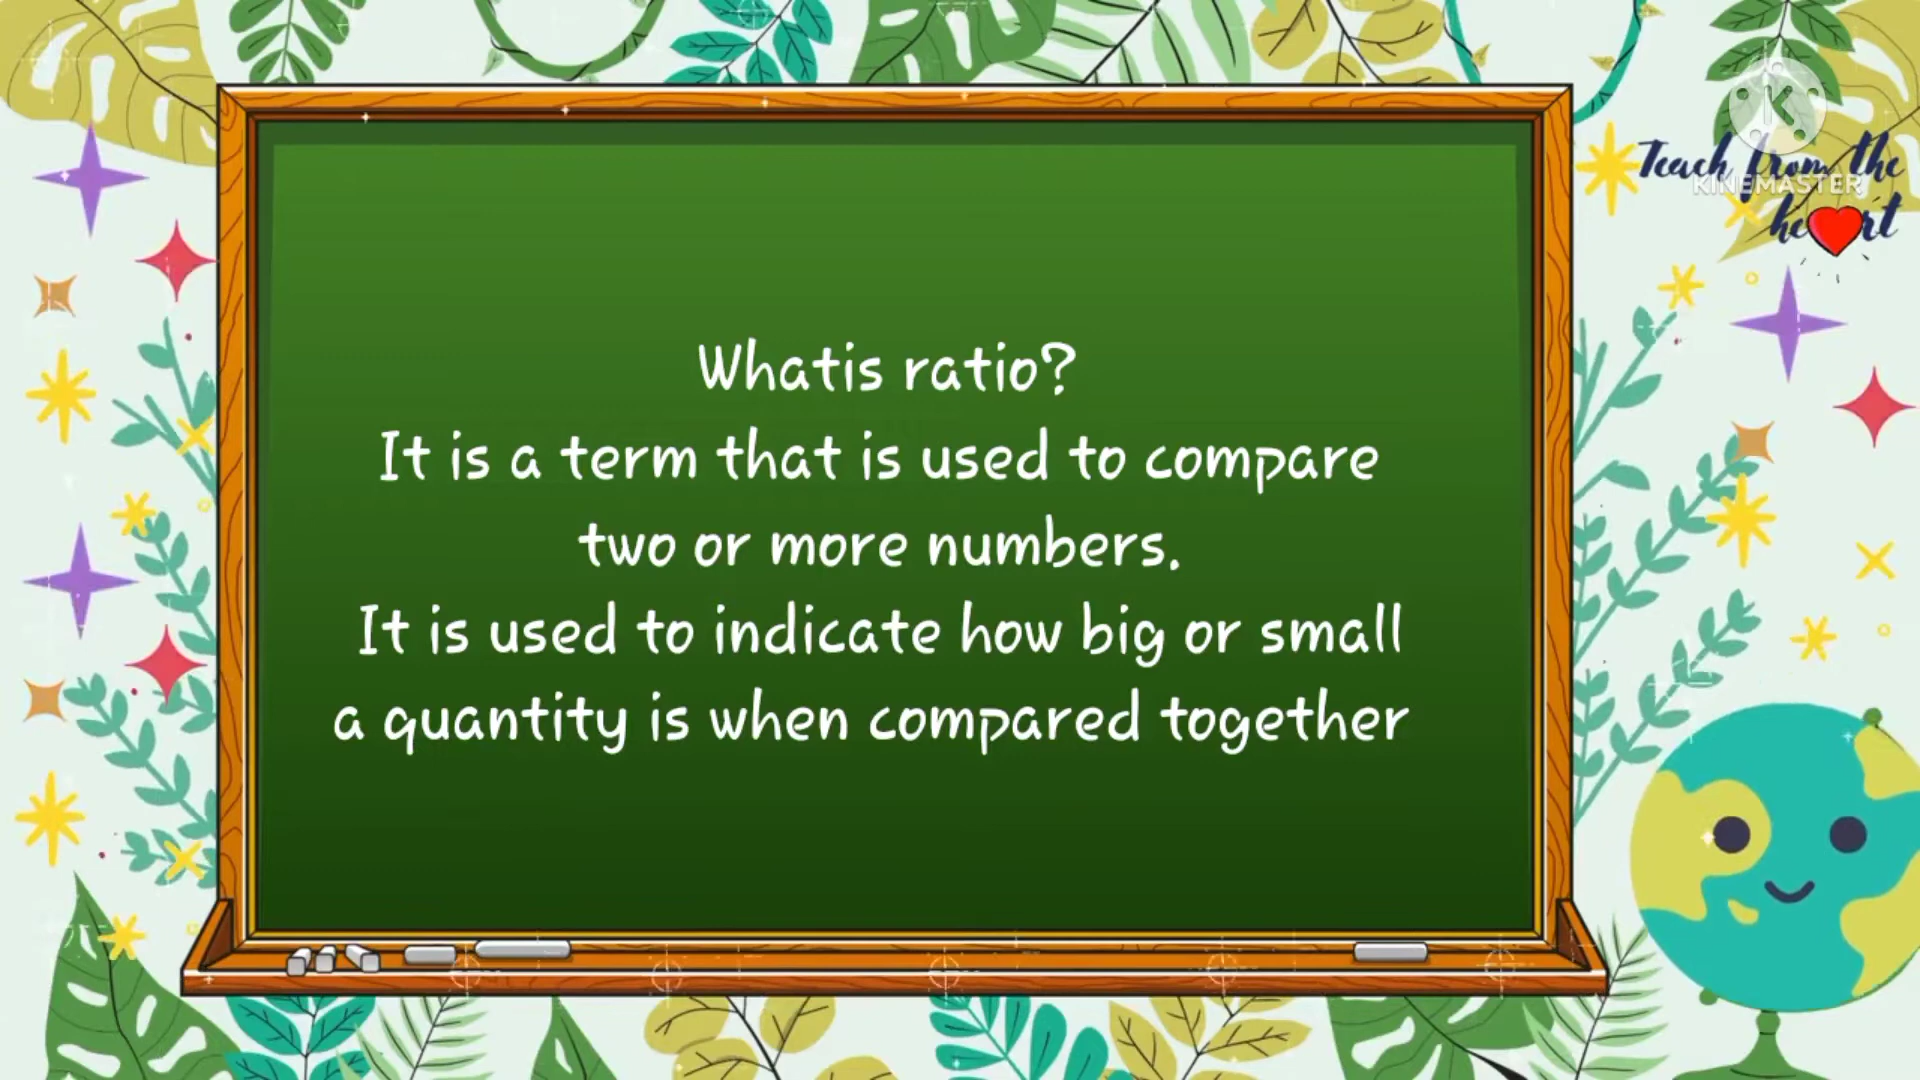 Whatis ratio?
It is a term that is used to compare
two or more numbers.
It is used to indicate how big or small
a quantity is when compared together
Teach from the
heart
KINEMASTER